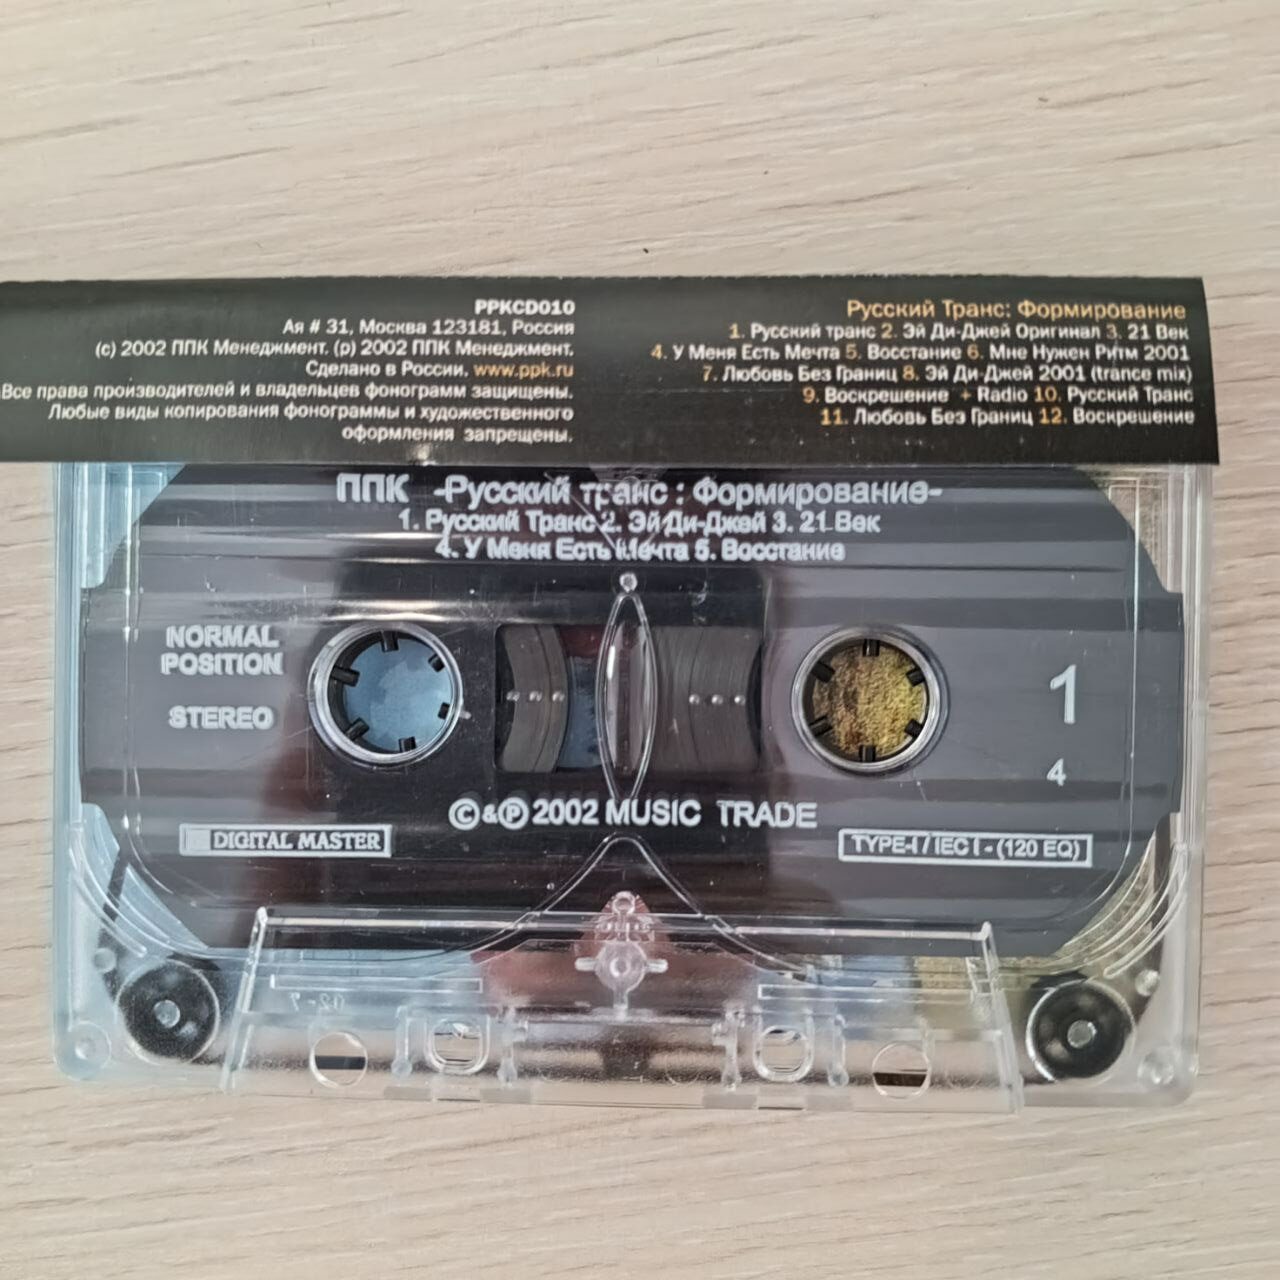 PPKCD010
Ая # 31, Москва 123181, Россия
(с) 2002 ППК Менеджмент. (р) 2002 ППК Менеджмент.
Сделано в России. www.ppk.ru
Все права производителей и владельцев фонограмм защищены.
Любые виды копирования фонограммы и художественного
оформления запрещены.
Русский Транс: Формирование
1. Русский транс 2. Эй Ди-Джей Оригинал 3. 21 Век
4. У Меня Есть Мечта 5. Восстание 6. Мне Нужен Ритм 2001
7. Любовь Без Границ 8. Эй Ди-Джей 2001 (trance mix)
9. Воскрешение + Radio 10. Русский Транс
11. Любовь Без Границ 12. Воскрешение
ППК -Русский транс : Формирование-
1. Русский Транс 2. Эй Ди-Джей 3. 21 Век
4. У Меня Есть Мечта 5. Восстание
NORMAL
POSITION
STEREO
1
4
©&℗ 2002 MUSIC TRADE
DIGITAL MASTER
TYPE-I / IEC I - (120 EQ)